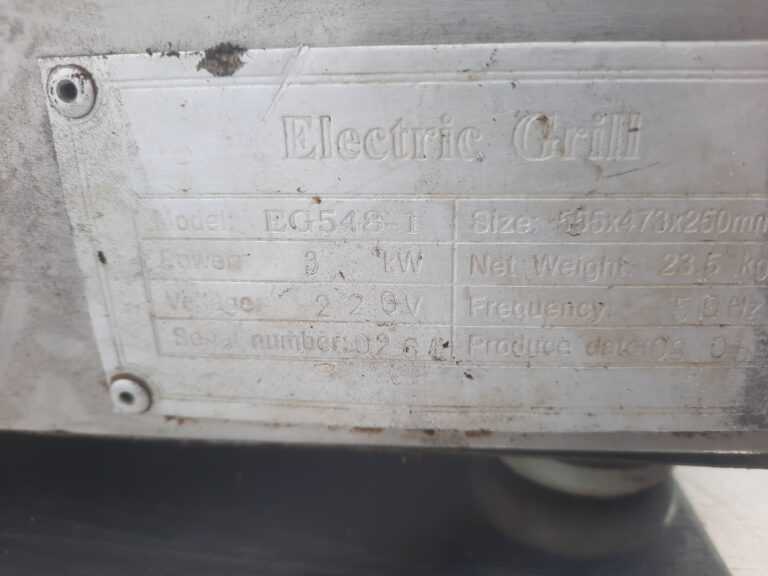 Electric Grill
Model: EG548-1 Size: 595x473x250mm
Power: 3 kW Net Weight: 23.5 kg
Voltage: 220V Frequency: 50Hz
Serial number: Produce date: